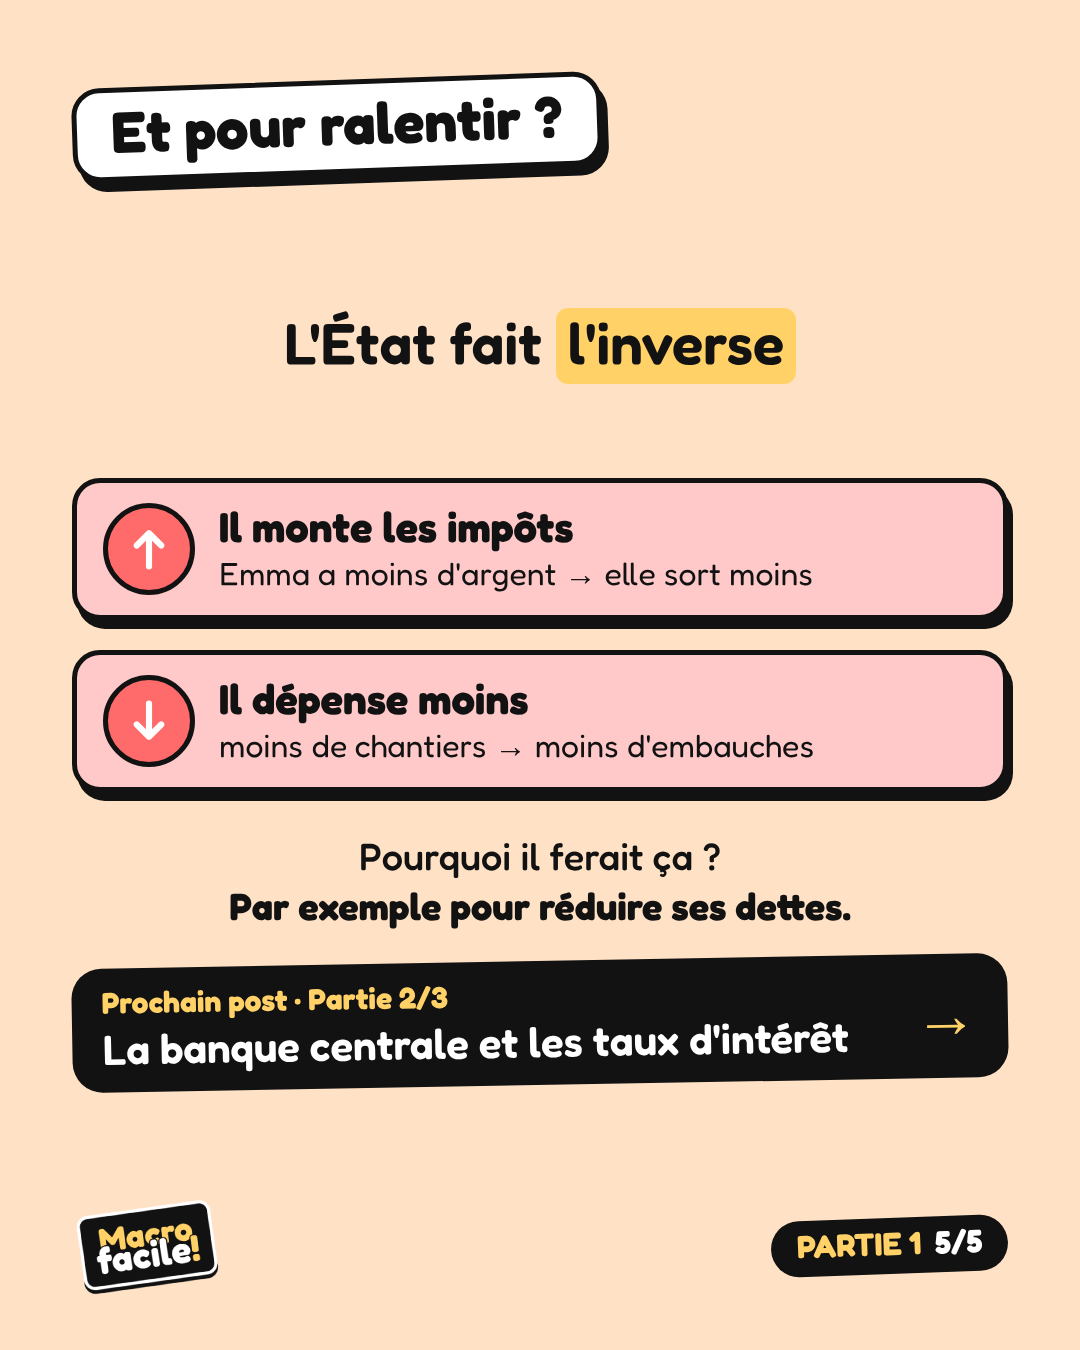 Et pour ralentir ?
L'État fait l'inverse
Il monte les impôts
Emma a moins d'argent → elle sort moins
Il dépense moins
moins de chantiers → moins d'embauches
Pourquoi il ferait ça ?
Par exemple pour réduire ses dettes.
Prochain post · Partie 2/3
La banque centrale et les taux d'intérêt →
Macro
facile!
PARTIE 1 5/5